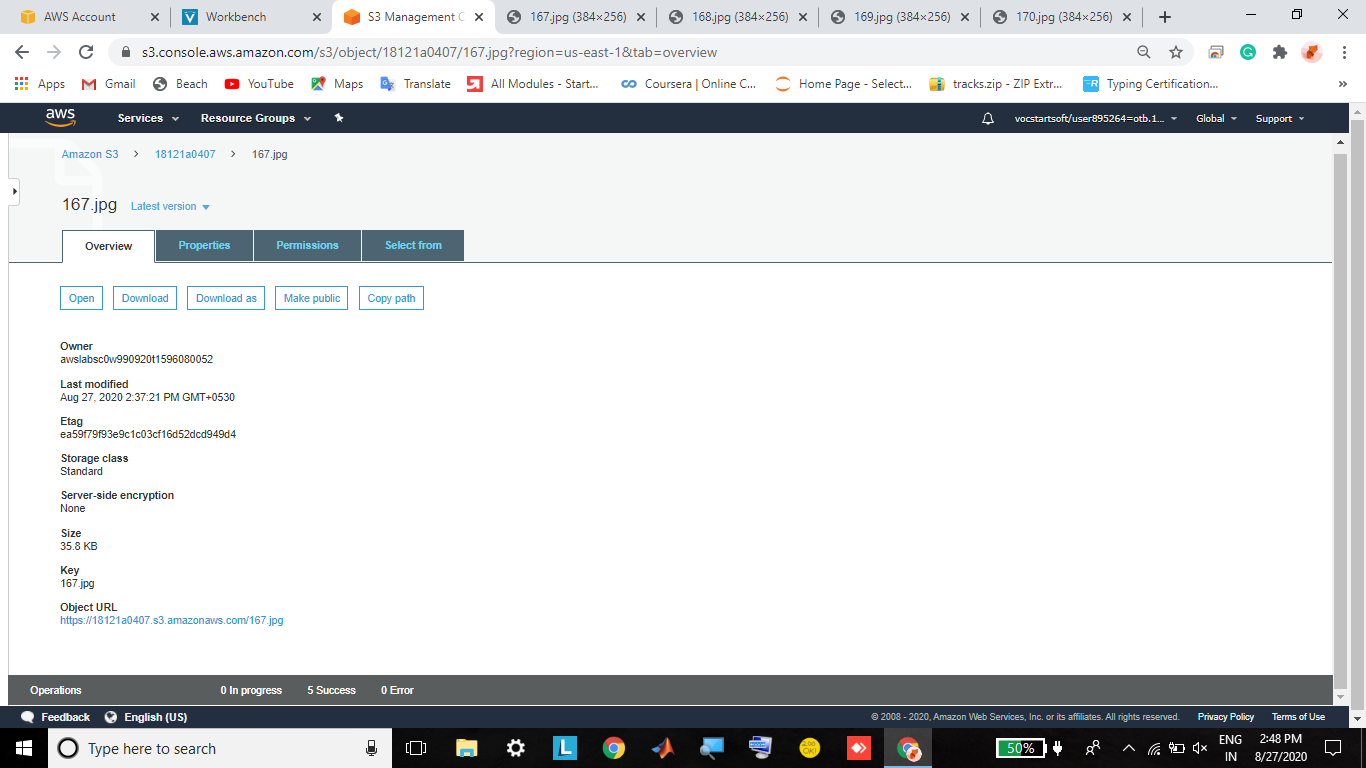 AWS Account
Workbench
S3 Management C
167.jpg (384×256)
168.jpg (384×256)
169.jpg (384×256)
170.jpg (384×256)
s3.console.aws.amazon.com/s3/object/18121a0407/167.jpg?region=us-east-1&tab=overview
Apps
Gmail
Beach
YouTube
Maps
Translate
All Modules - Start...
Coursera | Online C...
Home Page - Select...
tracks.zip - ZIP Extr...
Typing Certification...
aws
Services
Resource Groups
vocstartsoft/user895264=otb.1...
Global
Support
Amazon S3 > 18121a0407 > 167.jpg
167.jpg Latest version
Overview
Properties
Permissions
Select from
Open
Download
Download as
Make public
Copy path
Owner
awslabsc0w990920t1596080052
Last modified
Aug 27, 2020 2:37:21 PM GMT+0530
Etag
ea59f79f93e9c1c03cf16d52dcd949d4
Storage class
Standard
Server-side encryption
None
Size
35.8 KB
Key
167.jpg
Object URL
https://18121a0407.s3.amazonaws.com/167.jpg
Operations
0 In progress
5 Success
0 Error
Feedback
English (US)
© 2008 - 2020, Amazon Web Services, Inc. or its affiliates. All rights reserved.
Privacy Policy
Terms of Use
Type here to search
L
50%
ENG
IN
2:48 PM
8/27/2020